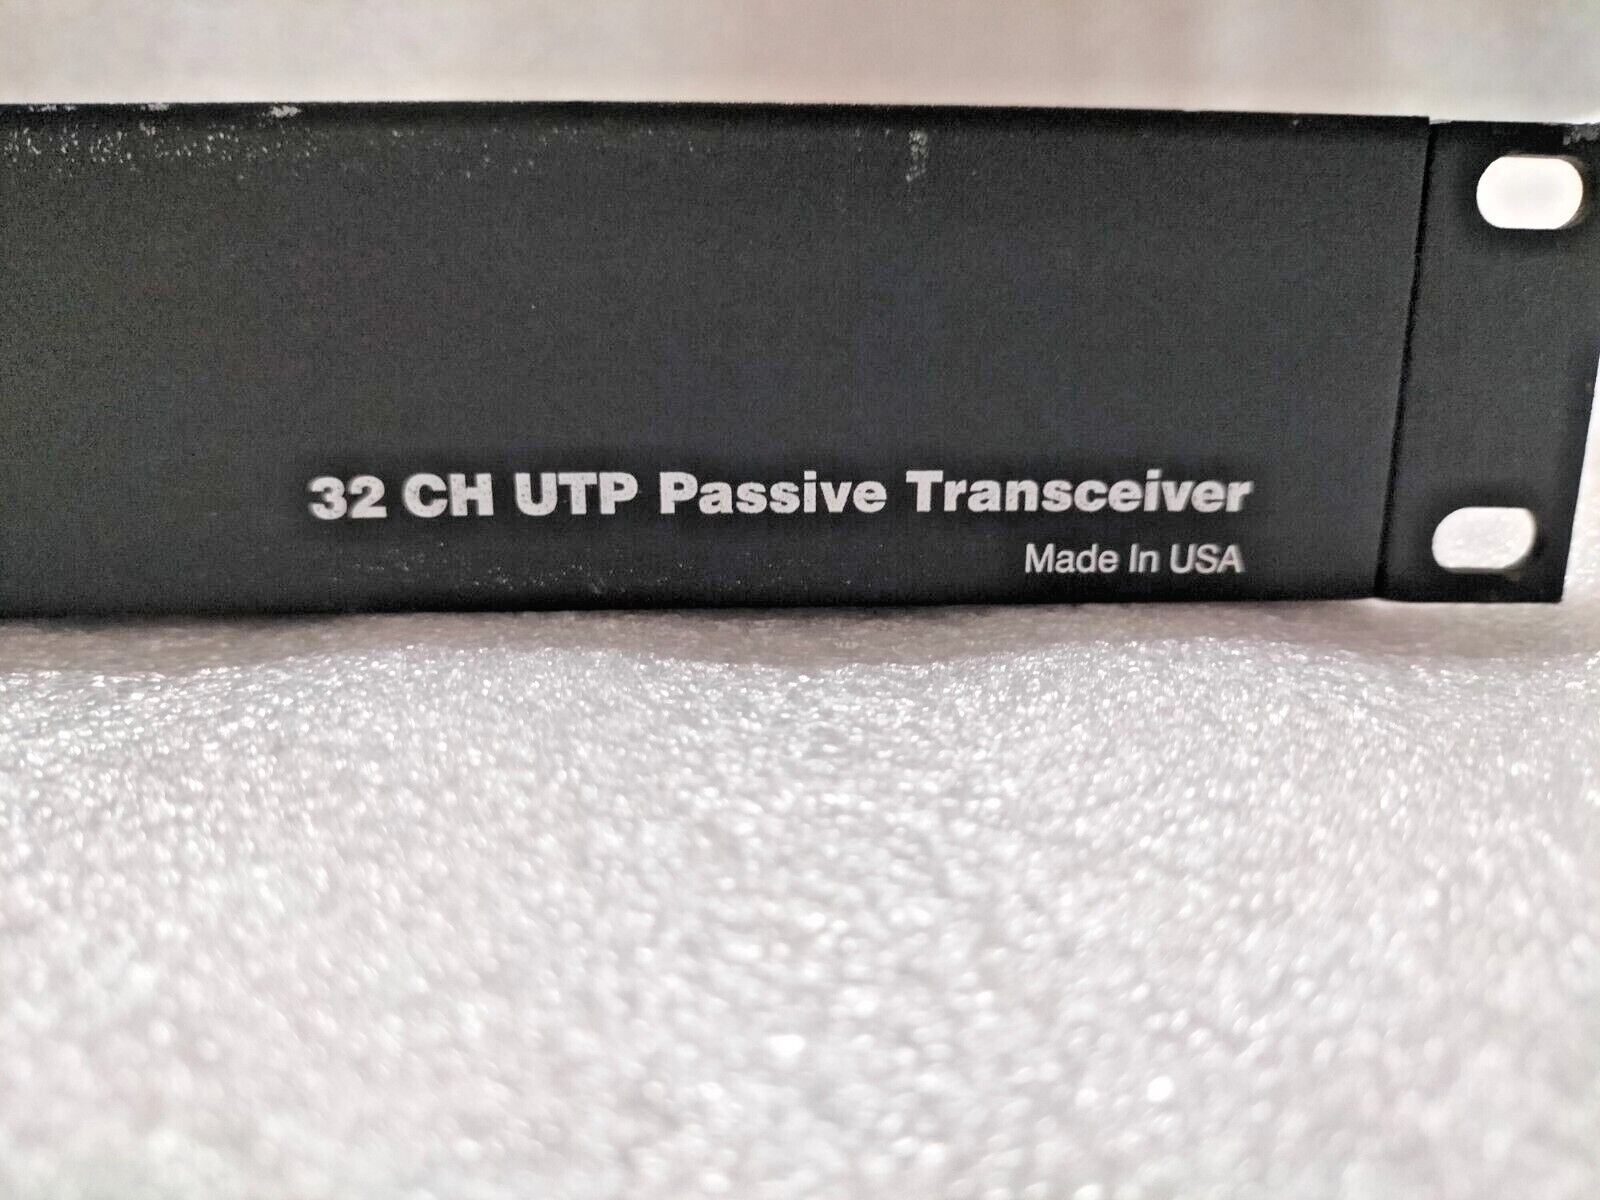 32 CH UTP Passive Transceiver
Made In USA